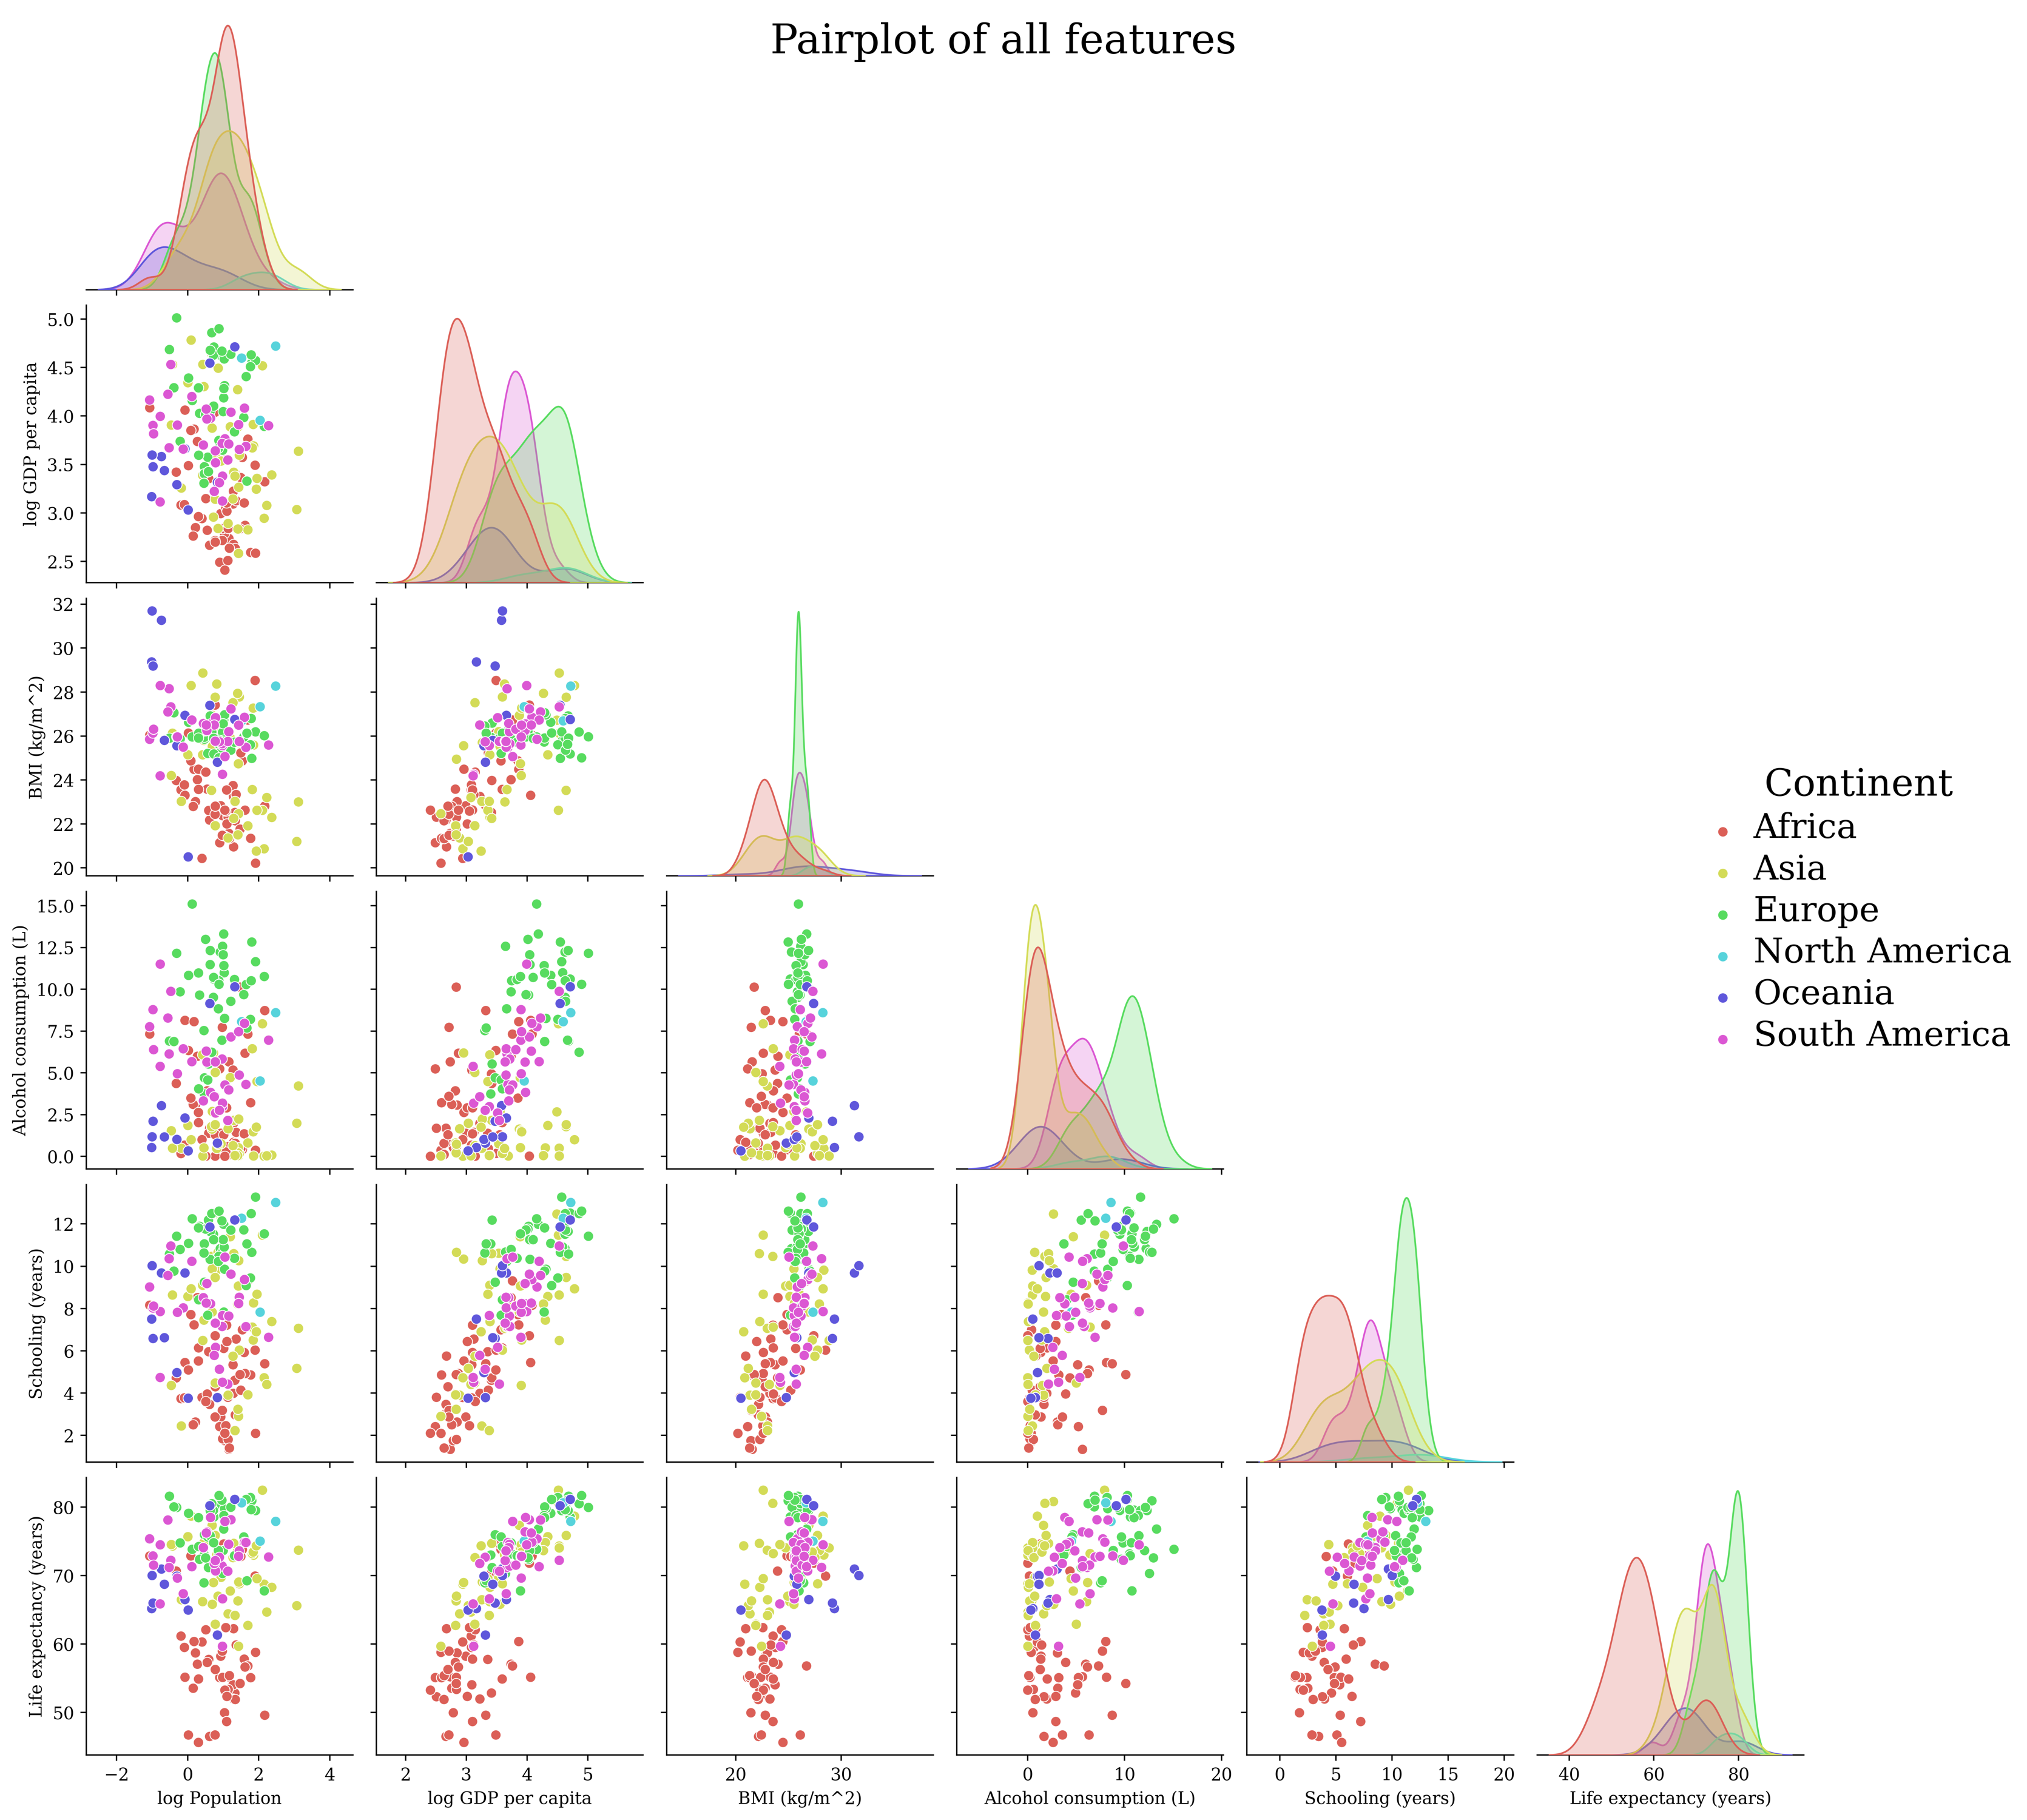 Pairplot of all features
5.0
4.5
4.0
3.5
3.0
2.5
log GDP per capita
32
30
28
26
24
22
20
BMI (kg/m^2)
Continent
Africa
Asia
Europe
North America
Oceania
South America
15.0
12.5
10.0
7.5
5.0
2.5
0.0
Alcohol consumption (L)
12
10
8
6
4
2
Schooling (years)
80
70
60
50
Life expectancy (years)
−2 0 2 4 2 3 4 5 20 30 0 10 20 0 5 10 15 20 40 60 80
log Population log GDP per capita BMI (kg/m^2) Alcohol consumption (L) Schooling (years) Life expectancy (years)